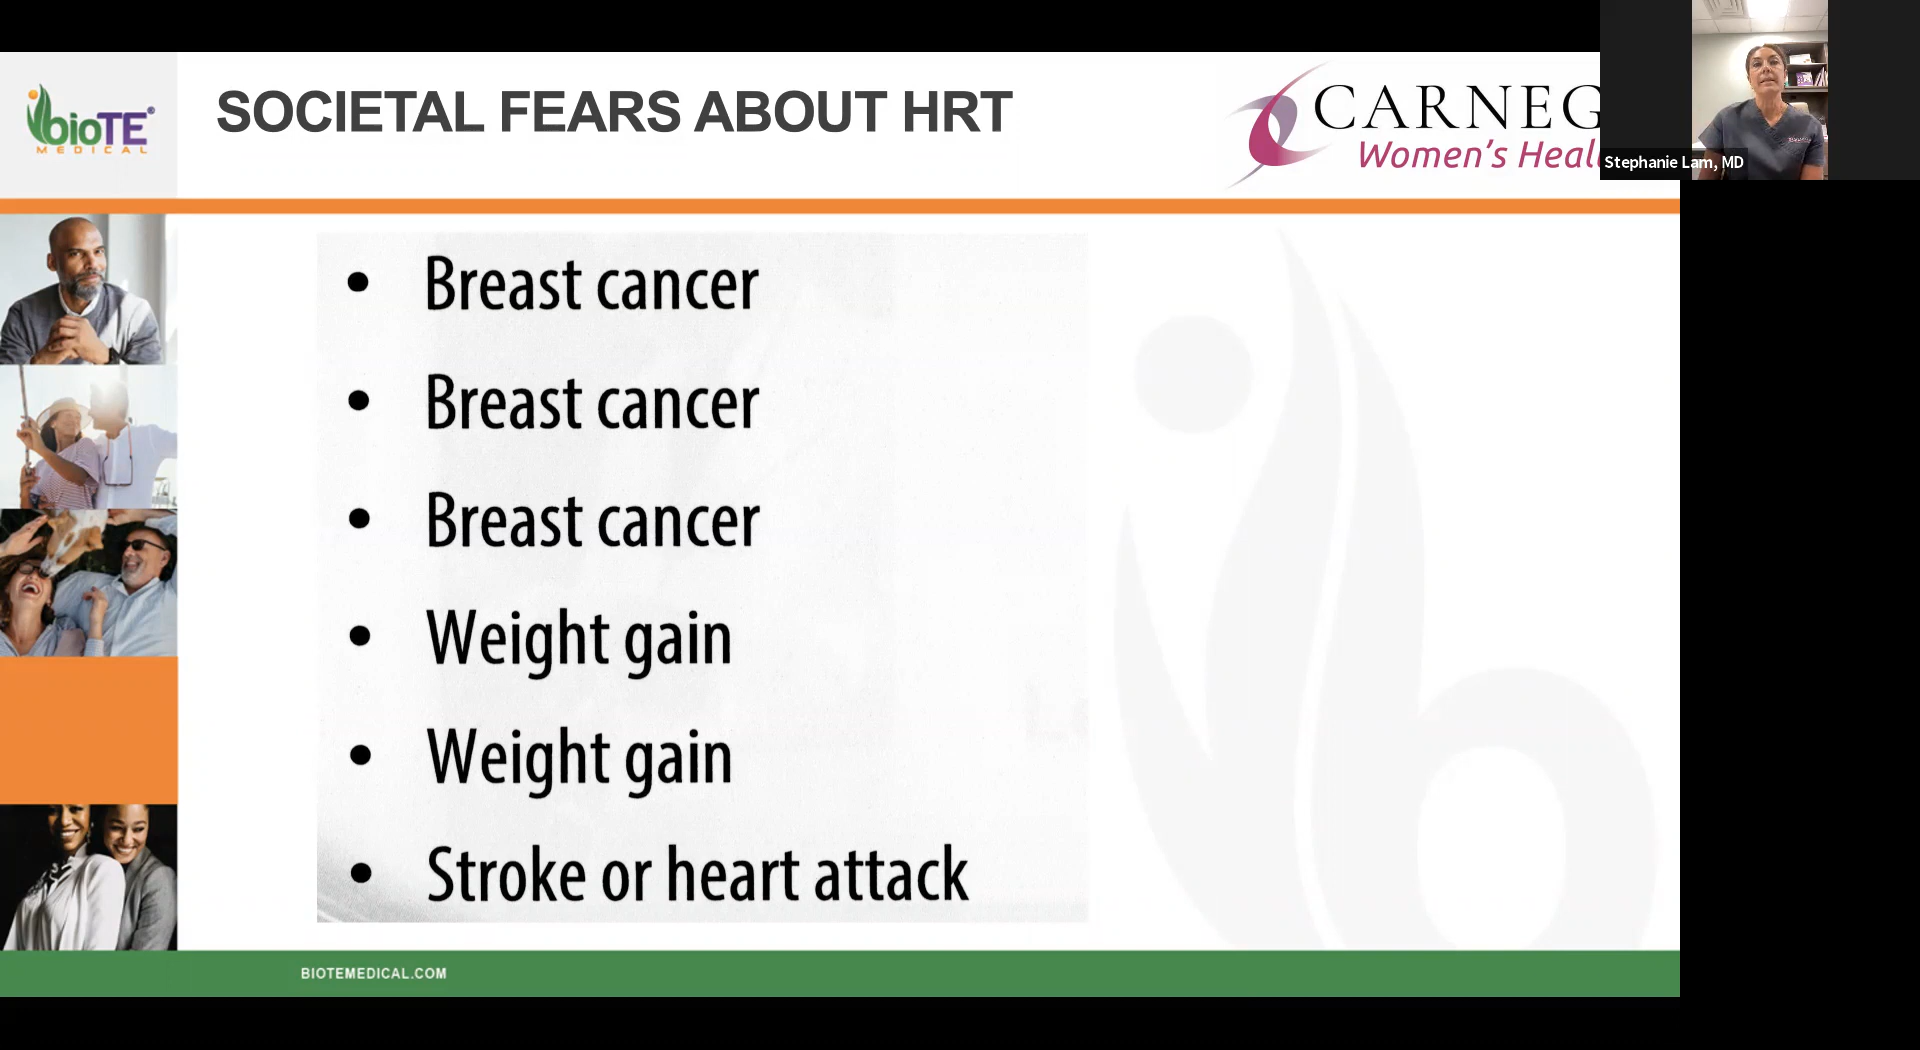 bioTE®
MEDICAL
SOCIETAL FEARS ABOUT HRT
CARNEG
Women's Heal
Stephanie Lam, MD
• Breast cancer
• Breast cancer
• Breast cancer
• Weight gain
• Weight gain
• Stroke or heart attack
BIOTEMEDICAL.COM